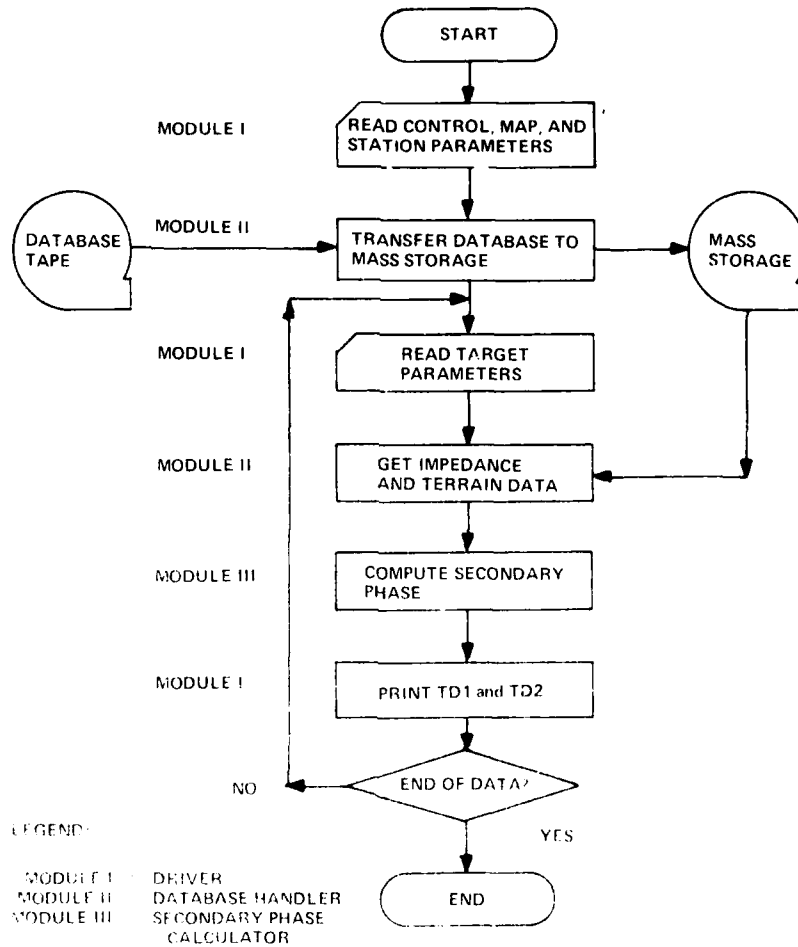 START
MODULE I
READ CONTROL, MAP, AND
STATION PARAMETERS
DATABASE
TAPE
MODULE II
TRANSFER DATABASE TO
MASS STORAGE
MASS
STORAGE
MODULE I
READ TARGET
PARAMETERS
MODULE II
GET IMPEDANCE
AND TERRAIN DATA
MODULE III
COMPUTE SECONDARY
PHASE
MODULE I
PRINT TD1 and TD2
END OF DATA?
NO
YES
LEGEND:
MODULE I DRIVER
MODULE II DATABASE HANDLER
MODULE III SECONDARY PHASE
CALCULATOR
END